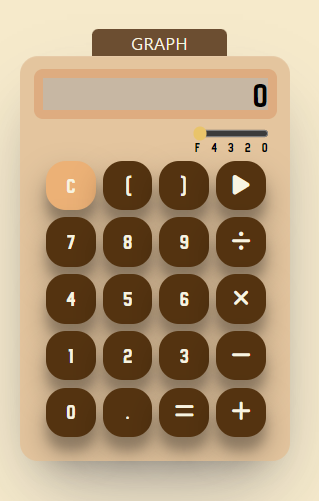 GRAPH
0
F 4 3 2 0
C ( )
7 8 9 ÷
4 5 6 ×
1 2 3 −
0 . = +